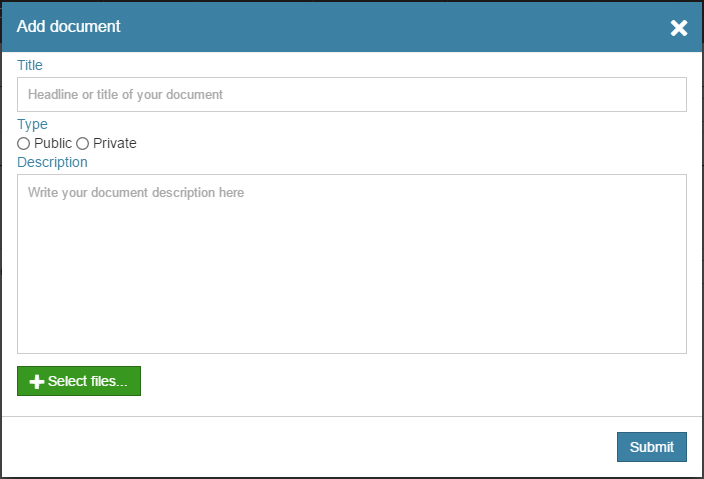 Add document
Title
Headline or title of your document
Type
Public Private
Description
Write your document description here
Select files...
Submit